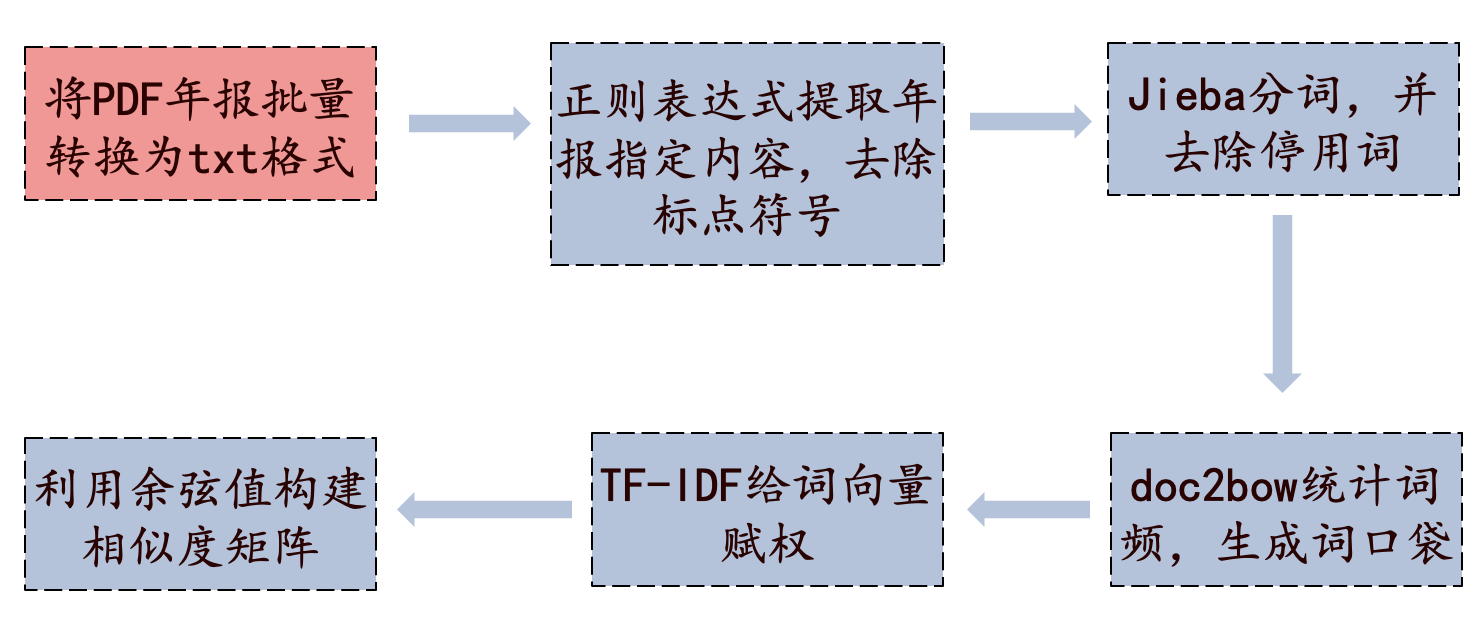 将PDF年报批量
转换为txt格式
正则表达式提取年
报指定内容，去除
标点符号
Jieba分词，并
去除停用词
doc2bow统计词
频，生成词口袋
TF-IDF给词向量
赋权
利用余弦值构建
相似度矩阵